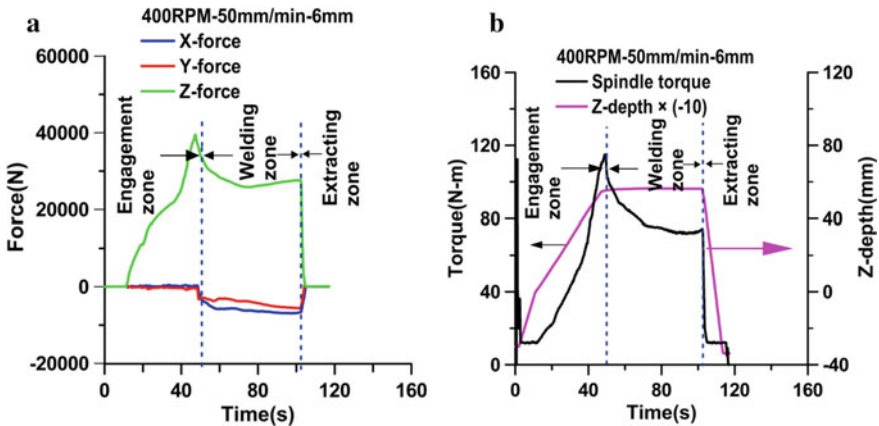 a
400RPM-50mm/min-6mm
X-force
Y-force
Z-force
60000
40000
20000
0
-20000
Force(N)
Engagement
zone
Welding
zone
Extracting
zone
0 40 80 120 160
Time(s)
b
400RPM-50mm/min-6mm
Spindle torque
Z-depth × (-10)
160
120
80
40
0
Torque(N-m)
Engagement
zone
Welding
zone
Extracting
zone
120
80
40
0
-40
Z-depth(mm)
0 40 80 120 160
Time(s)